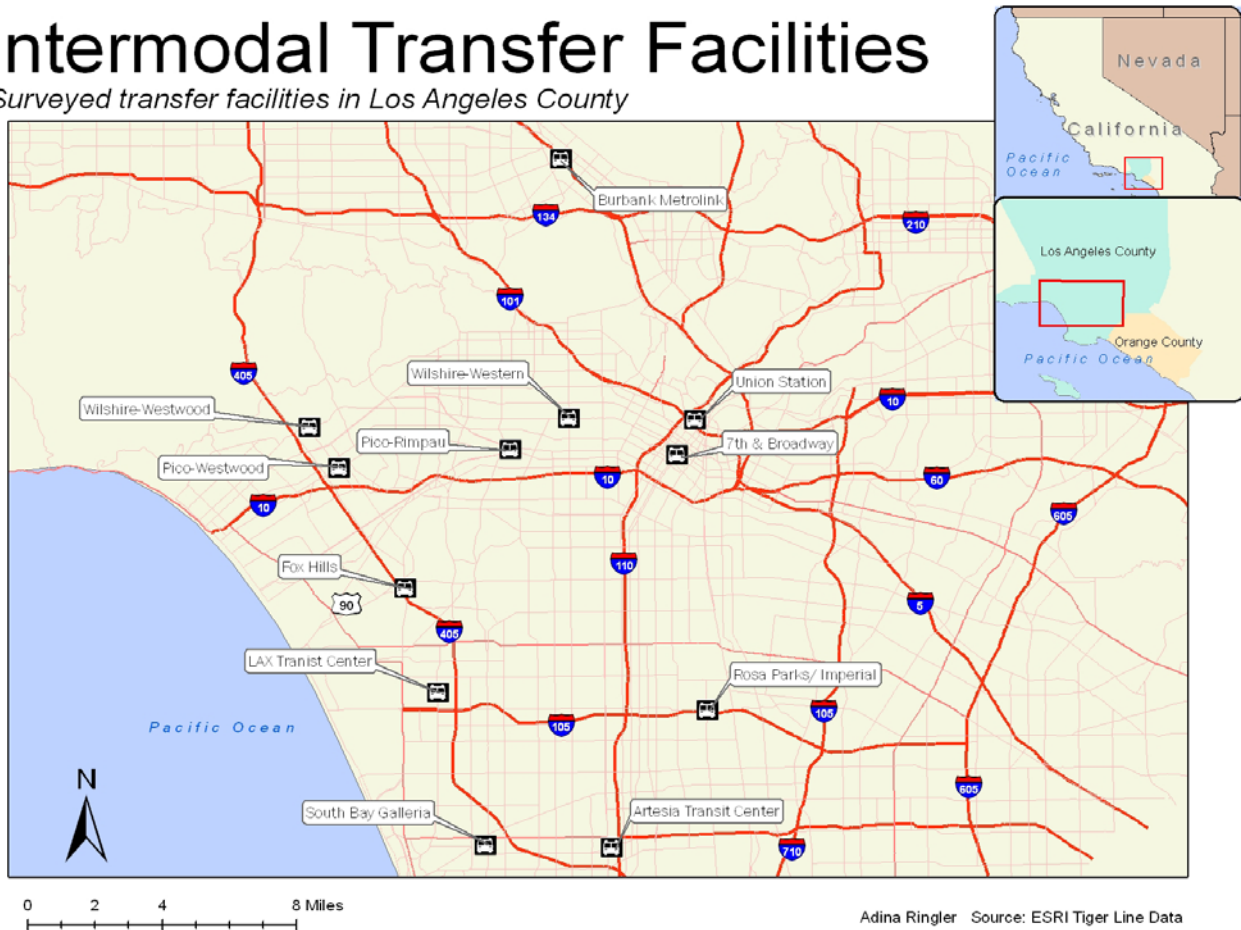 ntermodal Transfer Facilities
Surveyed transfer facilities in Los Angeles County
Nevada
California
Pacific
Ocean
Los Angeles County
Orange County
Pacific Ocean
Burbank Metrolink
134
210
101
405
Wilshire-Western
Union Station
10
Wilshire-Westwood
Pico-Rimpau
7th & Broadway
Pico-Westwood
10
10
60
605
110
Fox Hills
90
5
405
LAX Tranist Center
Rosa Parks/ Imperial
105
105
Pacific Ocean
605
N
South Bay Galleria
Artesia Transit Center
710
0 2 4 8 Miles
Adina Ringler Source: ESRI Tiger Line Data